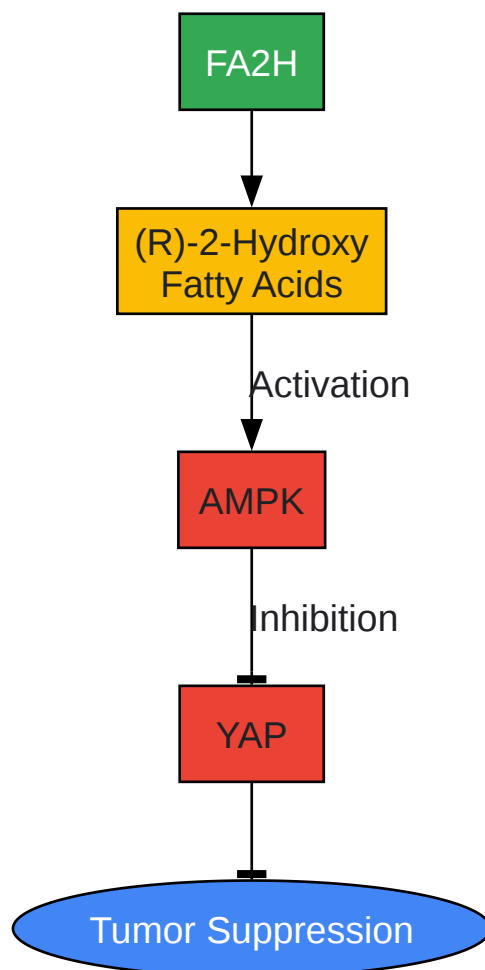 FA2H
(R)-2-Hydroxy
Fatty Acids
Activation
AMPK
Inhibition
YAP
Tumor Suppression